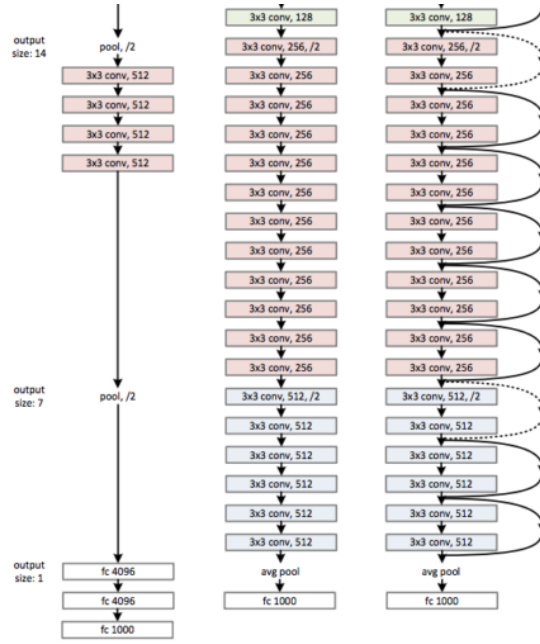 output
size: 14
output
size: 7
output
size: 1
pool, /2
3x3 conv, 512
3x3 conv, 512
3x3 conv, 512
3x3 conv, 512
pool, /2
fc 4096
fc 4096
fc 1000
3x3 conv, 128
3x3 conv, 256, /2
3x3 conv, 256
3x3 conv, 256
3x3 conv, 256
3x3 conv, 256
3x3 conv, 256
3x3 conv, 256
3x3 conv, 256
3x3 conv, 256
3x3 conv, 256
3x3 conv, 256
3x3 conv, 256
3x3 conv, 512, /2
3x3 conv, 512
3x3 conv, 512
3x3 conv, 512
3x3 conv, 512
3x3 conv, 512
avg pool
fc 1000
3x3 conv, 128
3x3 conv, 256, /2
3x3 conv, 256
3x3 conv, 256
3x3 conv, 256
3x3 conv, 256
3x3 conv, 256
3x3 conv, 256
3x3 conv, 256
3x3 conv, 256
3x3 conv, 256
3x3 conv, 256
3x3 conv, 256
3x3 conv, 512, /2
3x3 conv, 512
3x3 conv, 512
3x3 conv, 512
3x3 conv, 512
3x3 conv, 512
avg pool
fc 1000